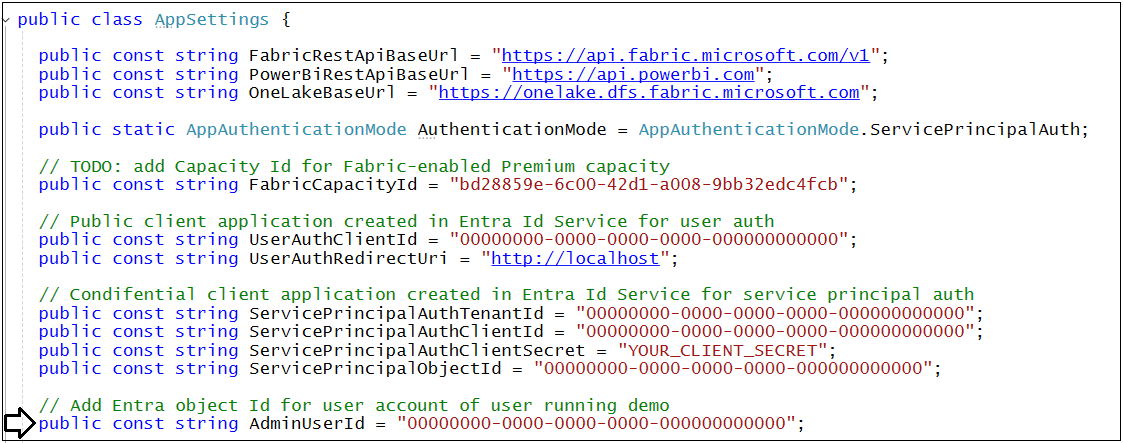 public class AppSettings {
public const string FabricRestApiBaseUrl = "https://api.fabric.microsoft.com/v1";
public const string PowerBiRestApiBaseUrl = "https://api.powerbi.com";
public const string OneLakeBaseUrl = "https://onelake.dfs.fabric.microsoft.com";
public static AppAuthenticationMode AuthenticationMode = AppAuthenticationMode.ServicePrincipalAuth;
// TODO: add Capacity Id for Fabric-enabled Premium capacity
public const string FabricCapacityId = "bd28859e-6c00-42d1-a008-9bb32edc4fcb";
// Public client application created in Entra Id Service for user auth
public const string UserAuthClientId = "00000000-0000-0000-0000-000000000000";
public const string UserAuthRedirectUri = "http://localhost";
// Condifential client application created in Entra Id Service for service principal auth
public const string ServicePrincipalAuthTenantId = "00000000-0000-0000-0000-000000000000";
public const string ServicePrincipalAuthClientId = "00000000-0000-0000-0000-000000000000";
public const string ServicePrincipalAuthClientSecret = "YOUR_CLIENT_SECRET";
public const string ServicePrincipalObjectId = "00000000-0000-0000-0000-000000000000";
// Add Entra object Id for user account of user running demo
public const string AdminUserId = "00000000-0000-0000-0000-000000000000";